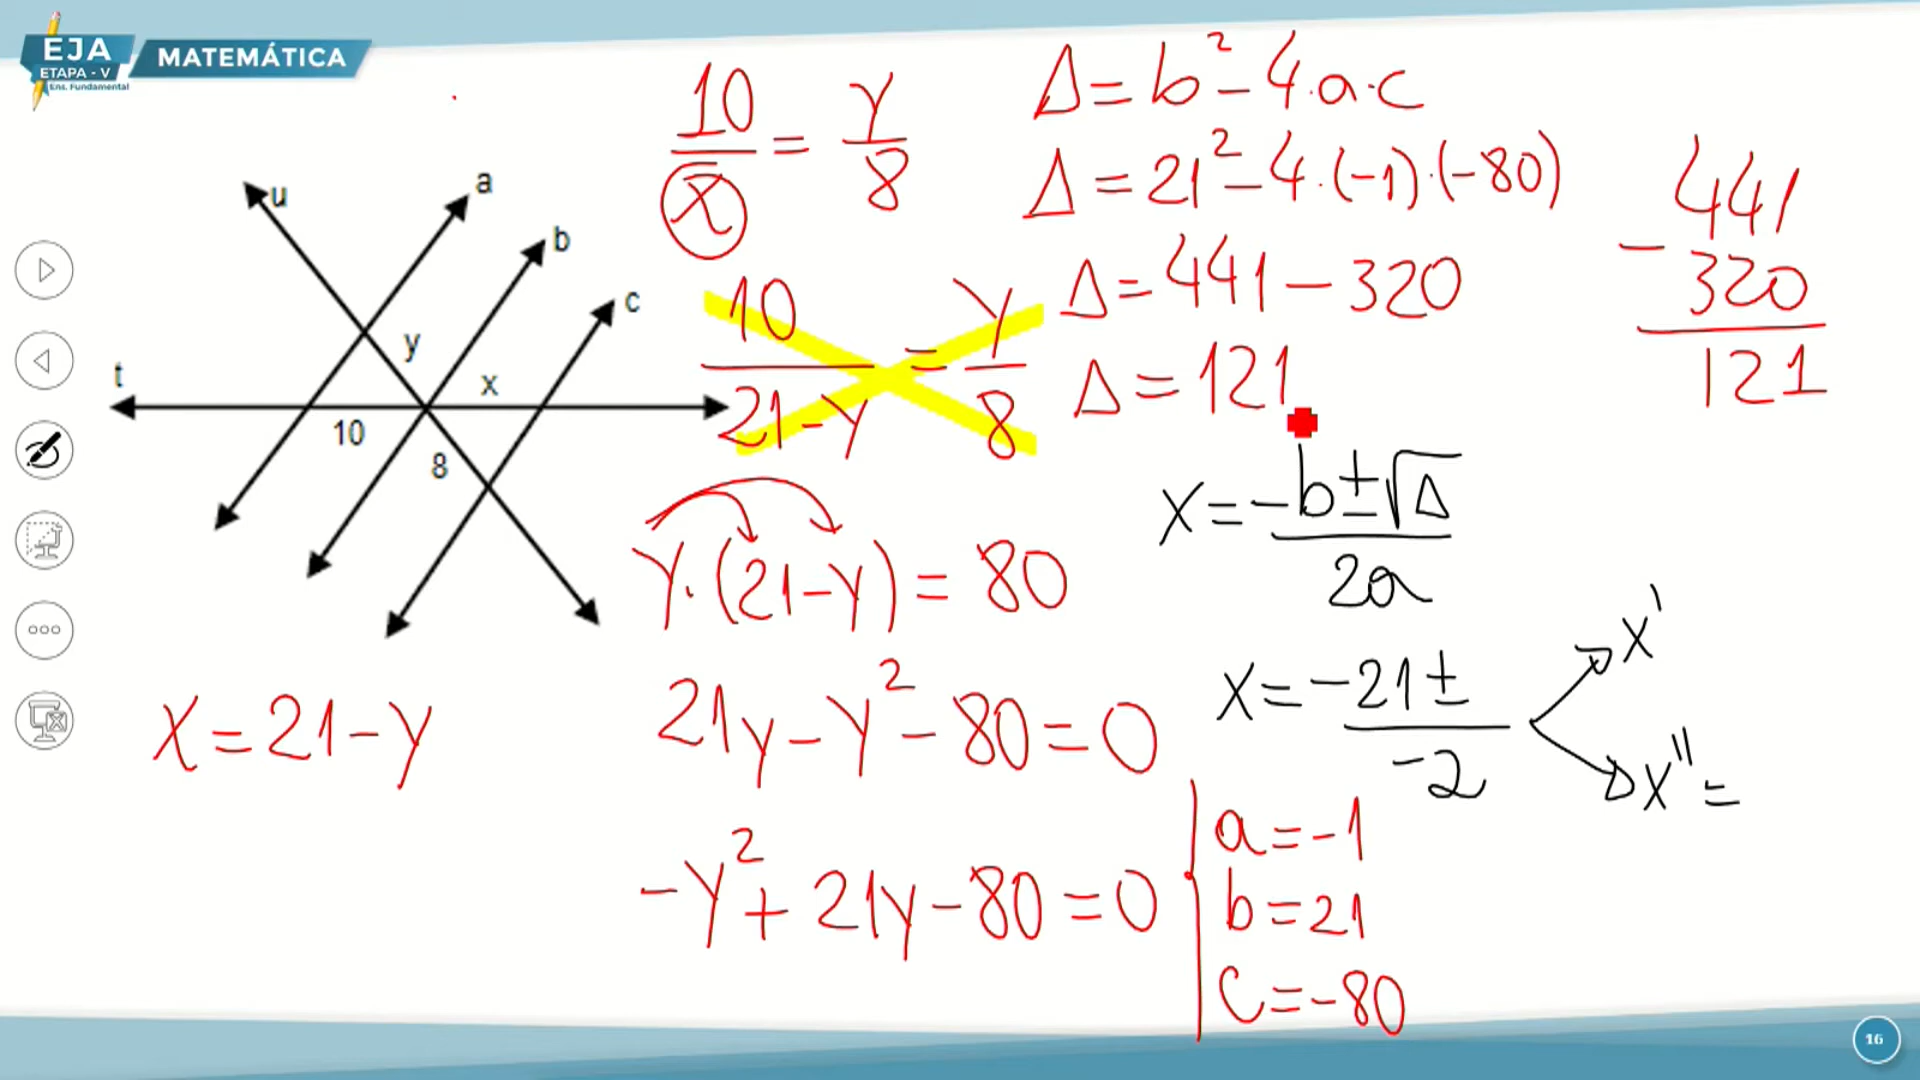 EJA
ETAPA - V
Ens. Fundamental
MATEMÁTICA
u
a
b
c
y
x
t
10
8
x = 21 - y
10/x = y/8
10/(21 - y) = y/8
y · (21 - y) = 80
21y - y² - 80 = 0
-y² + 21y - 80 = 0
Δ = b² - 4·a·c
Δ = 21² - 4·(-1)·(-80)
Δ = 441 - 320
Δ = 121
441
- 320
121
x = -b ± √Δ / 2a
x = -21 ± / -2
x'
x'' =
a = -1
b = 21
c = -80
16